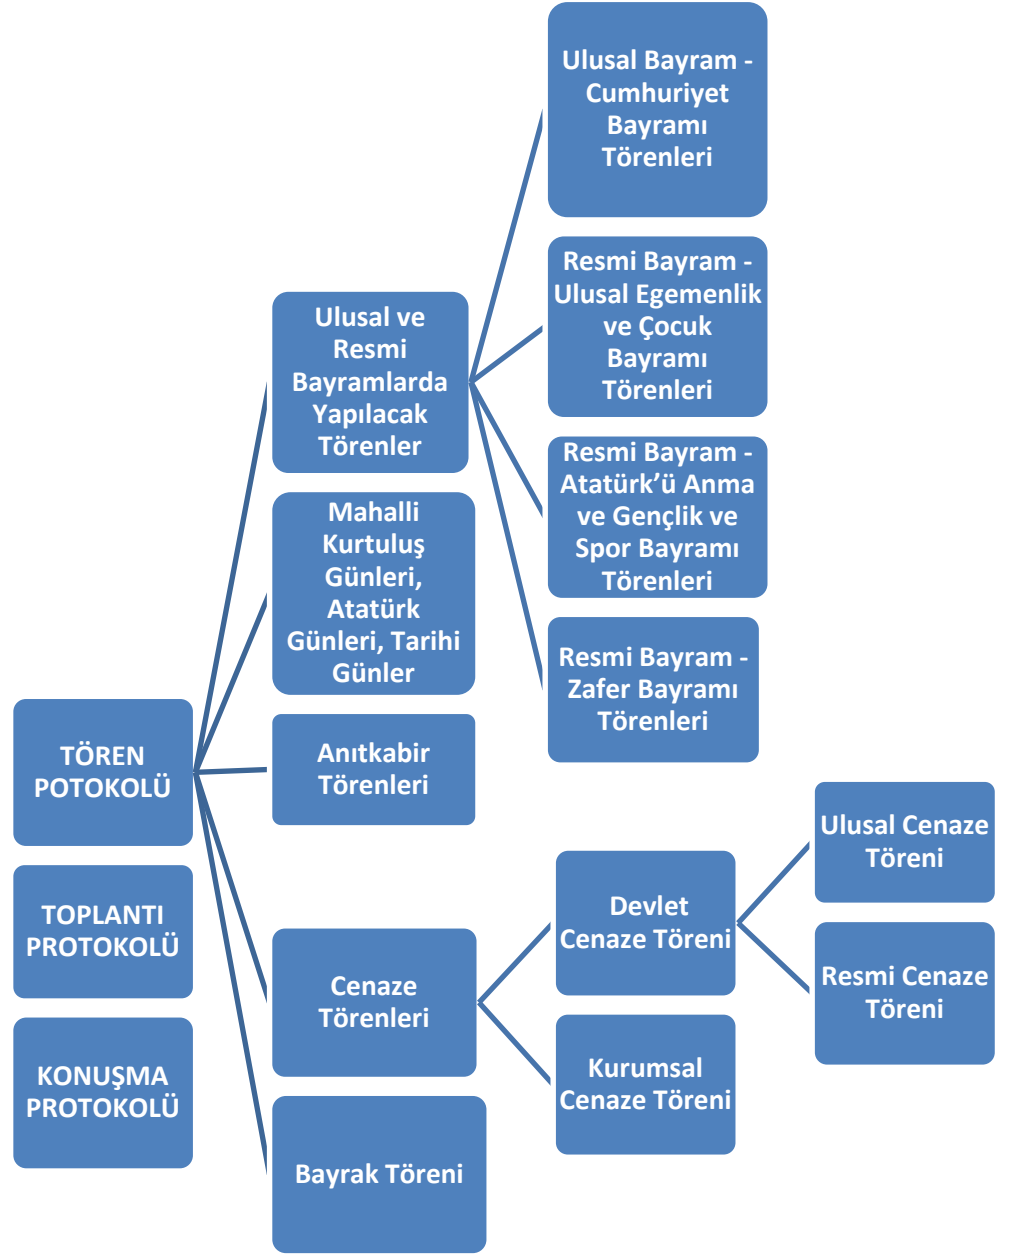 TÖREN
POTOKOLÜ
TOPLANTI
PROTOKOLÜ
KONUŞMA
PROTOKOLÜ
Ulusal ve
Resmi
Bayramlarda
Yapılacak
Törenler
Mahalli
Kurtuluş
Günleri,
Atatürk
Günleri, Tarihi
Günler
Anıtkabir
Törenleri
Cenaze
Törenleri
Bayrak Töreni
Ulusal Bayram -
Cumhuriyet
Bayramı
Törenleri
Resmi Bayram -
Ulusal Egemenlik
ve Çocuk
Bayramı
Törenleri
Resmi Bayram -
Atatürk’ü Anma
ve Gençlik ve
Spor Bayramı
Törenleri
Resmi Bayram -
Zafer Bayramı
Törenleri
Devlet
Cenaze Töreni
Kurumsal
Cenaze Töreni
Ulusal Cenaze
Töreni
Resmi Cenaze
Töreni